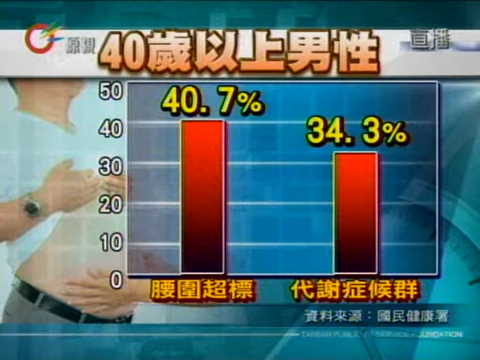 原視
40歲以上男性
直播
50
40
30
20
10
0
40.7%
34.3%
腰圍超標
代謝症候群
資料來源：國民健康署